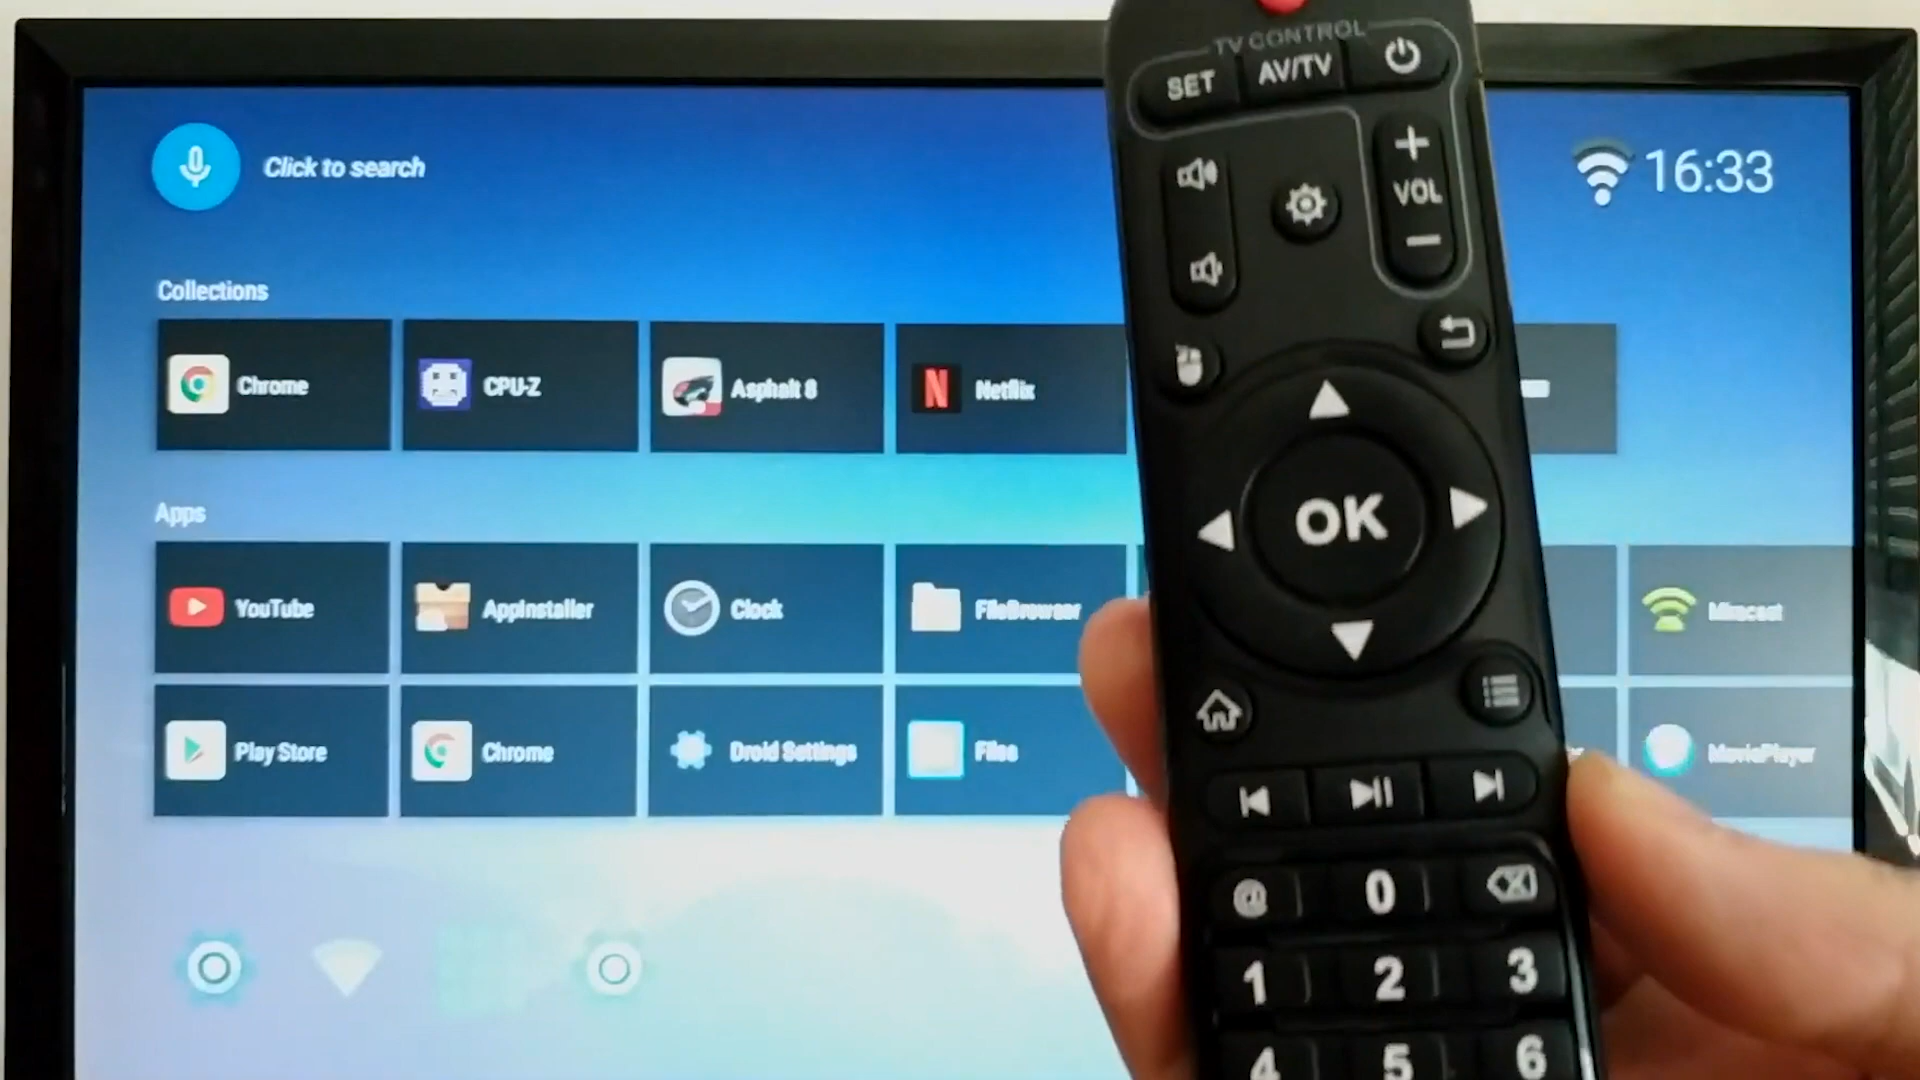 TV CONTROL
SET AV/TV
Click to search
16:33
VOL
Collections
Chrome CPU-Z Asphalt 8 Netflix
OK
Apps
YouTube AppInstaller Clock FileBrowser Miracast
Play Store Chrome Droid Settings Files MoviePlayer
@ 0
1 2 3
4 5 6